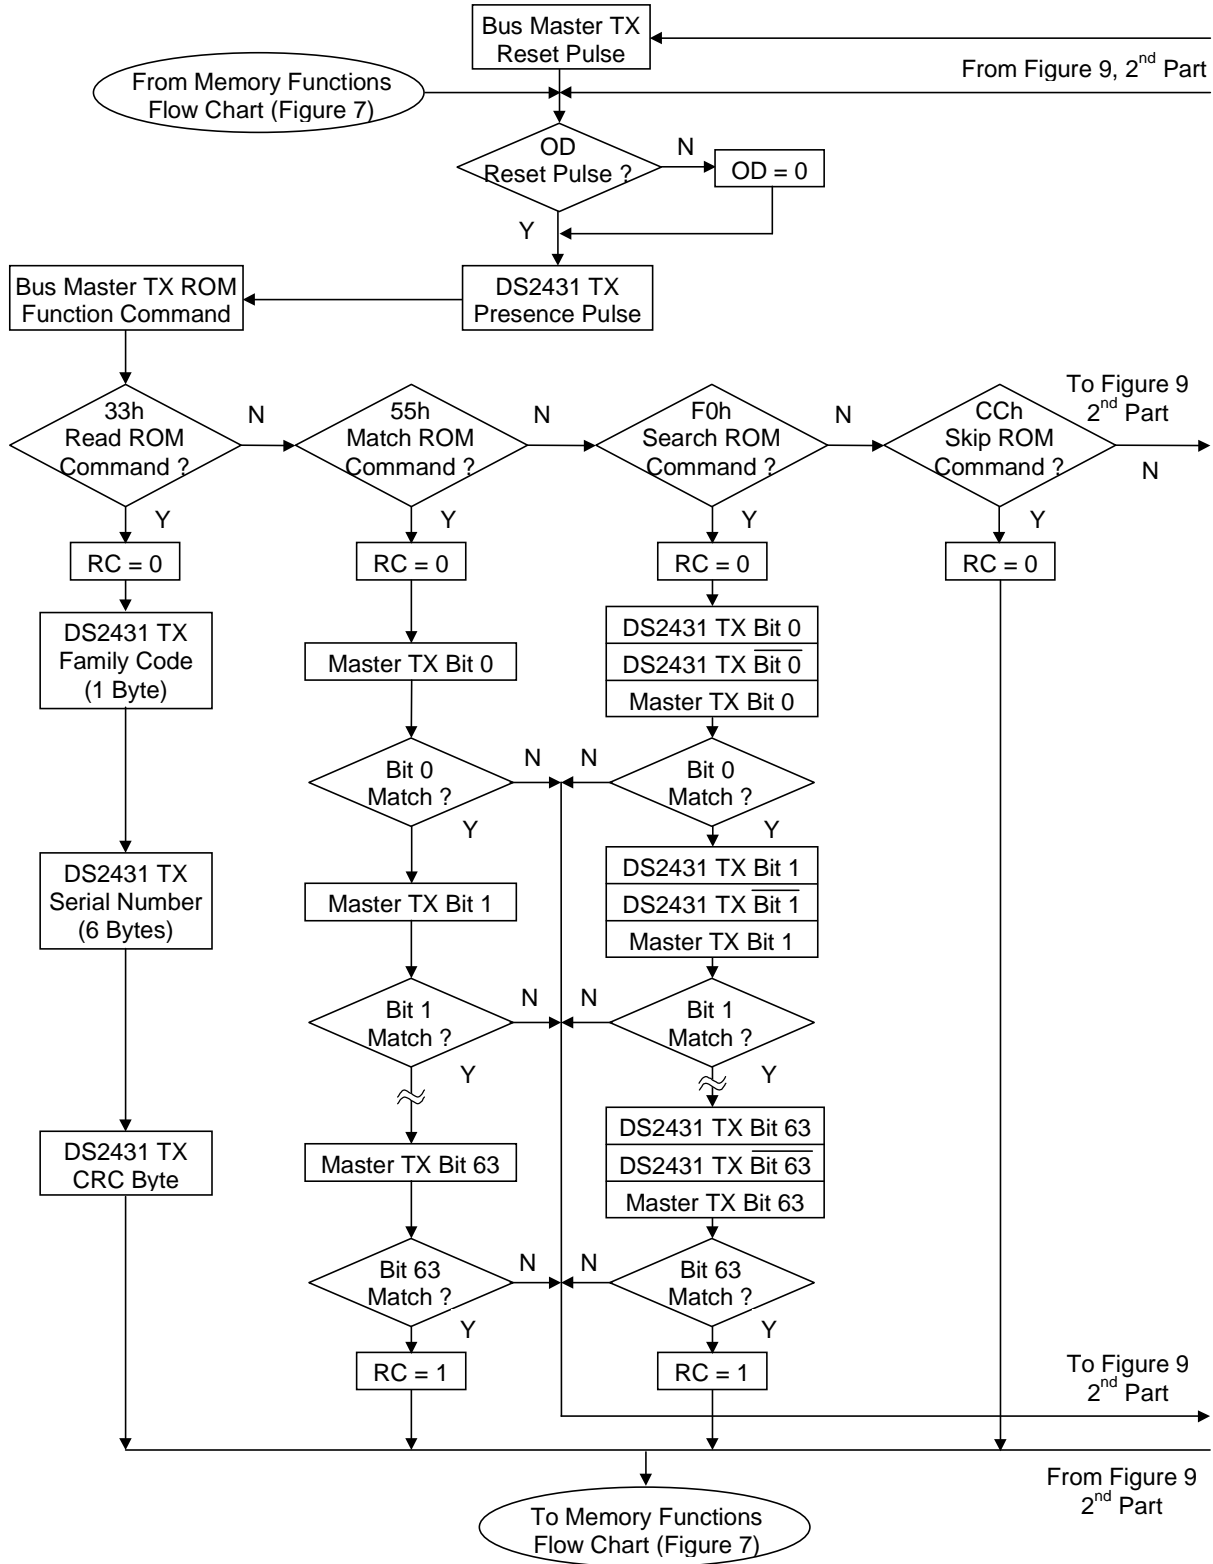 Bus Master TX
Reset Pulse
From Figure 9, 2nd Part
From Memory Functions
Flow Chart (Figure 7)
OD
Reset Pulse ?
N
OD = 0
Y
Bus Master TX ROM
Function Command
DS2431 TX
Presence Pulse
33h
Read ROM
Command ?
N
55h
Match ROM
Command ?
N
F0h
Search ROM
Command ?
N
CCh
Skip ROM
Command ?
To Figure 9
2nd Part
N
Y
Y
Y
Y
RC = 0
RC = 0
RC = 0
RC = 0
DS2431 TX
Family Code
(1 Byte)
Master TX Bit 0
DS2431 TX Bit 0
DS2431 TX B̅i̅t̅ ̅0̅
Master TX Bit 0
Bit 0
Match ?
N
N
Bit 0
Match ?
Y
Y
DS2431 TX
Serial Number
(6 Bytes)
Master TX Bit 1
DS2431 TX Bit 1
DS2431 TX B̅i̅t̅ ̅1̅
Master TX Bit 1
Bit 1
Match ?
N
N
Bit 1
Match ?
Y
Y
DS2431 TX
CRC Byte
Master TX Bit 63
DS2431 TX Bit 63
DS2431 TX B̅i̅t̅ ̅6̅3̅
Master TX Bit 63
Bit 63
Match ?
N
N
Bit 63
Match ?
Y
Y
RC = 1
RC = 1
To Figure 9
2nd Part
From Figure 9
2nd Part
To Memory Functions
Flow Chart (Figure 7)